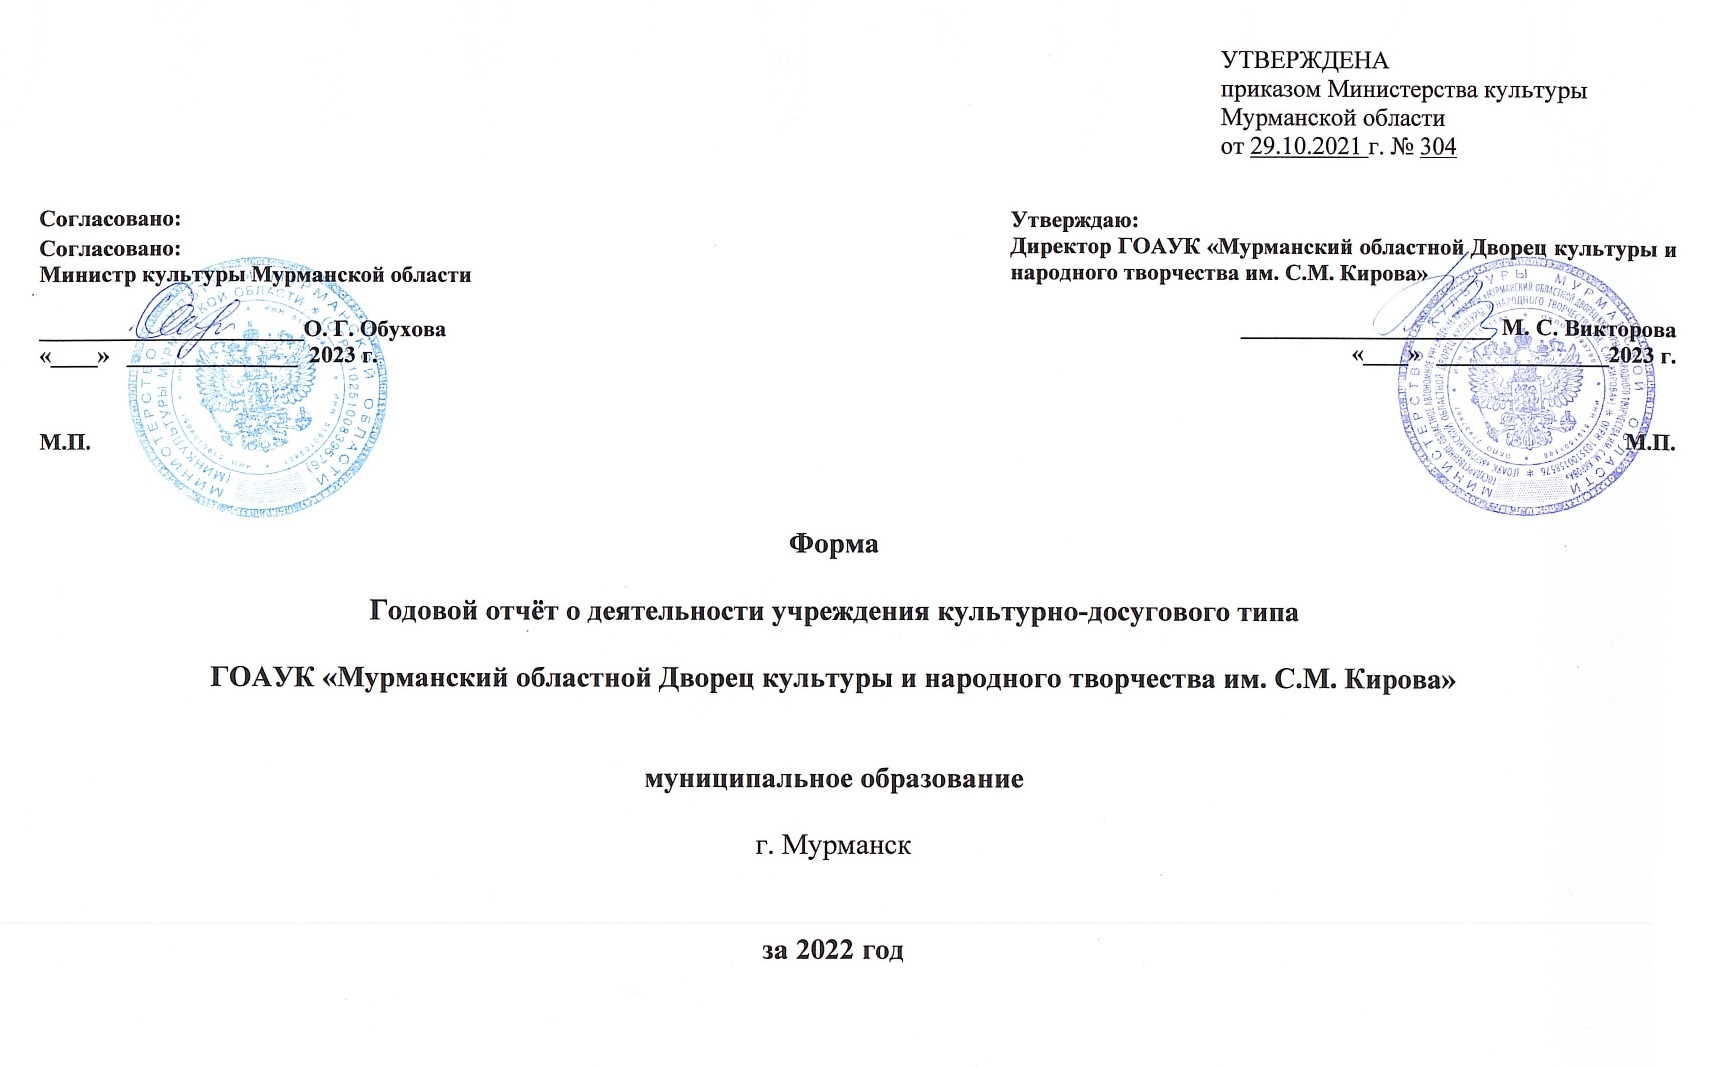 УТВЕРЖДЕНА
приказом Министерства культуры
Мурманской области
от 29.10.2021 г. № 304
Согласовано:
Согласовано:
Министр культуры Мурманской области
О. Г. Обухова
«____» _______________ 2023 г.
М.П.
Утверждаю:
Директор ГОАУК «Мурманский областной Дворец культуры и
народного творчества им. С.М. Кирова»
М. С. Викторова
«____» _______________ 2023 г.
М.П.
Форма
Годовой отчёт о деятельности учреждения культурно-досугового типа
ГОАУК «Мурманский областной Дворец культуры и народного творчества им. С.М. Кирова»
муниципальное образование
г. Мурманск
за 2022 год